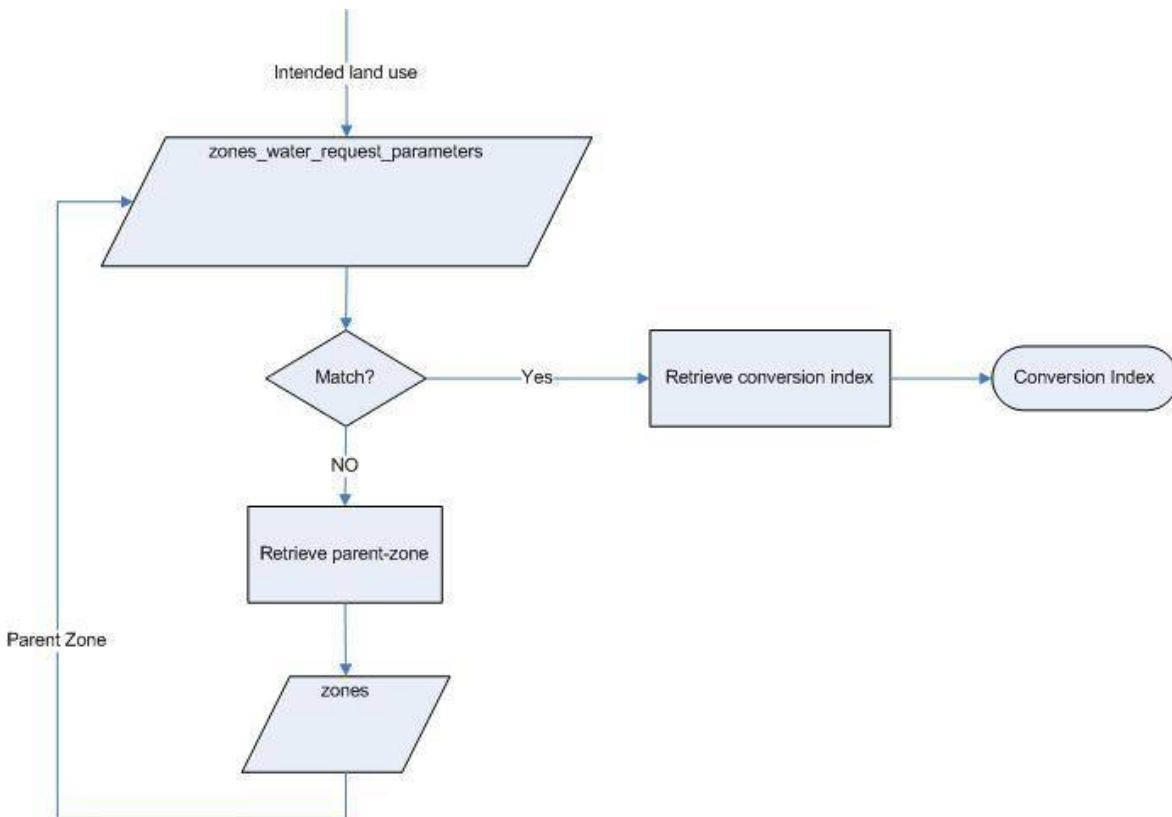 Intended land use
zones_water_request_parameters
Match?
Yes
Retrieve conversion index
Conversion Index
NO
Retrieve parent-zone
Parent Zone
zones